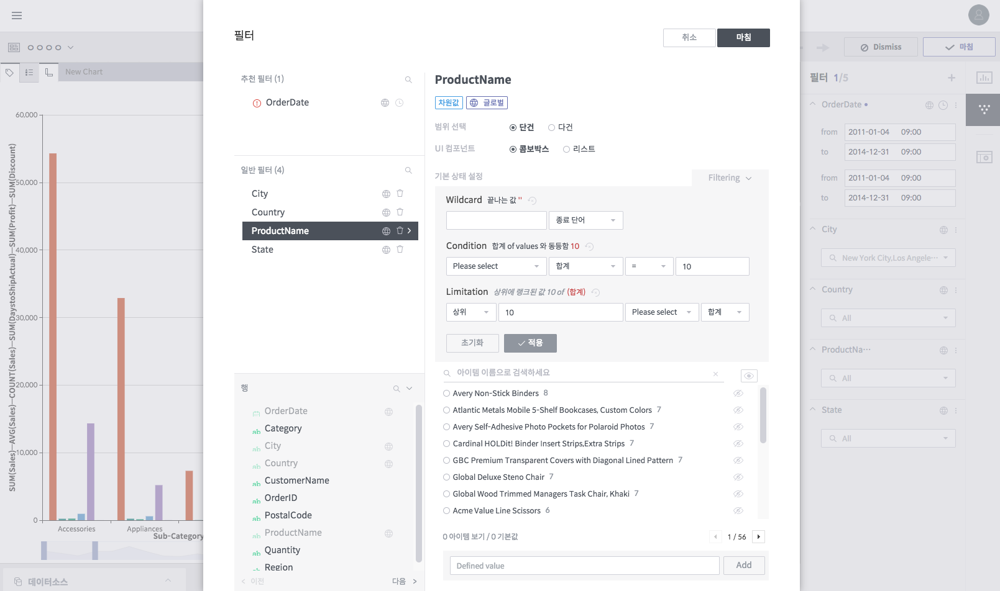 New Chart
60,000
50,000
40,000
30,000
20,000
10,000
0
SUM(Sales)—AVG(Sales)—COUNT(Sales)—SUM(DaystoShipActual)—SUM(Profit)—SUM(Discount)
Accessories
Appliances
Sub-Category
데이터소스
필터
취소
마침
추천 필터 (1)
OrderDate
일반 필터 (4)
City
Country
ProductName
State
행
OrderDate
ab Category
ab City
ab Country
ab CustomerName
ab OrderID
ab PostalCode
ab ProductName
ab Quantity
ab Region
이전
다음
ProductName
차원값
글로벌
범위 선택
단건
다건
UI 컴포넌트
콤보박스
리스트
기본 상태 설정
Filtering
Wildcard 끝나는 값 ''
종료 단어
Condition 합계 of values 와 동등함 10
Please select
합계
=
10
Limitation 상위에 랭크된 값 10 of (합계)
상위
10
Please select
합계
초기화
적용
아이템 이름으로 검색하세요
Avery Non-Stick Binders 8
Atlantic Metals Mobile 5-Shelf Bookcases, Custom Colors 7
Avery Self-Adhesive Photo Pockets for Polaroid Photos 7
Cardinal HOLDit! Binder Insert Strips,Extra Strips 7
GBC Premium Transparent Covers with Diagonal Lined Pattern 7
Global Deluxe Steno Chair 7
Global Wood Trimmed Managers Task Chair, Khaki 7
Acme Value Line Scissors 6
0 아이템 보기 / 0 기본값
1 / 56
Defined value
Add
Dismiss
마침
필터 1/5
OrderDate
from 2011-01-04 09:00
to 2014-12-31 09:00
from 2011-01-04 09:00
to 2014-12-31 09:00
City
New York City,Los Angele···
Country
All
ProductNa···
All
State
All